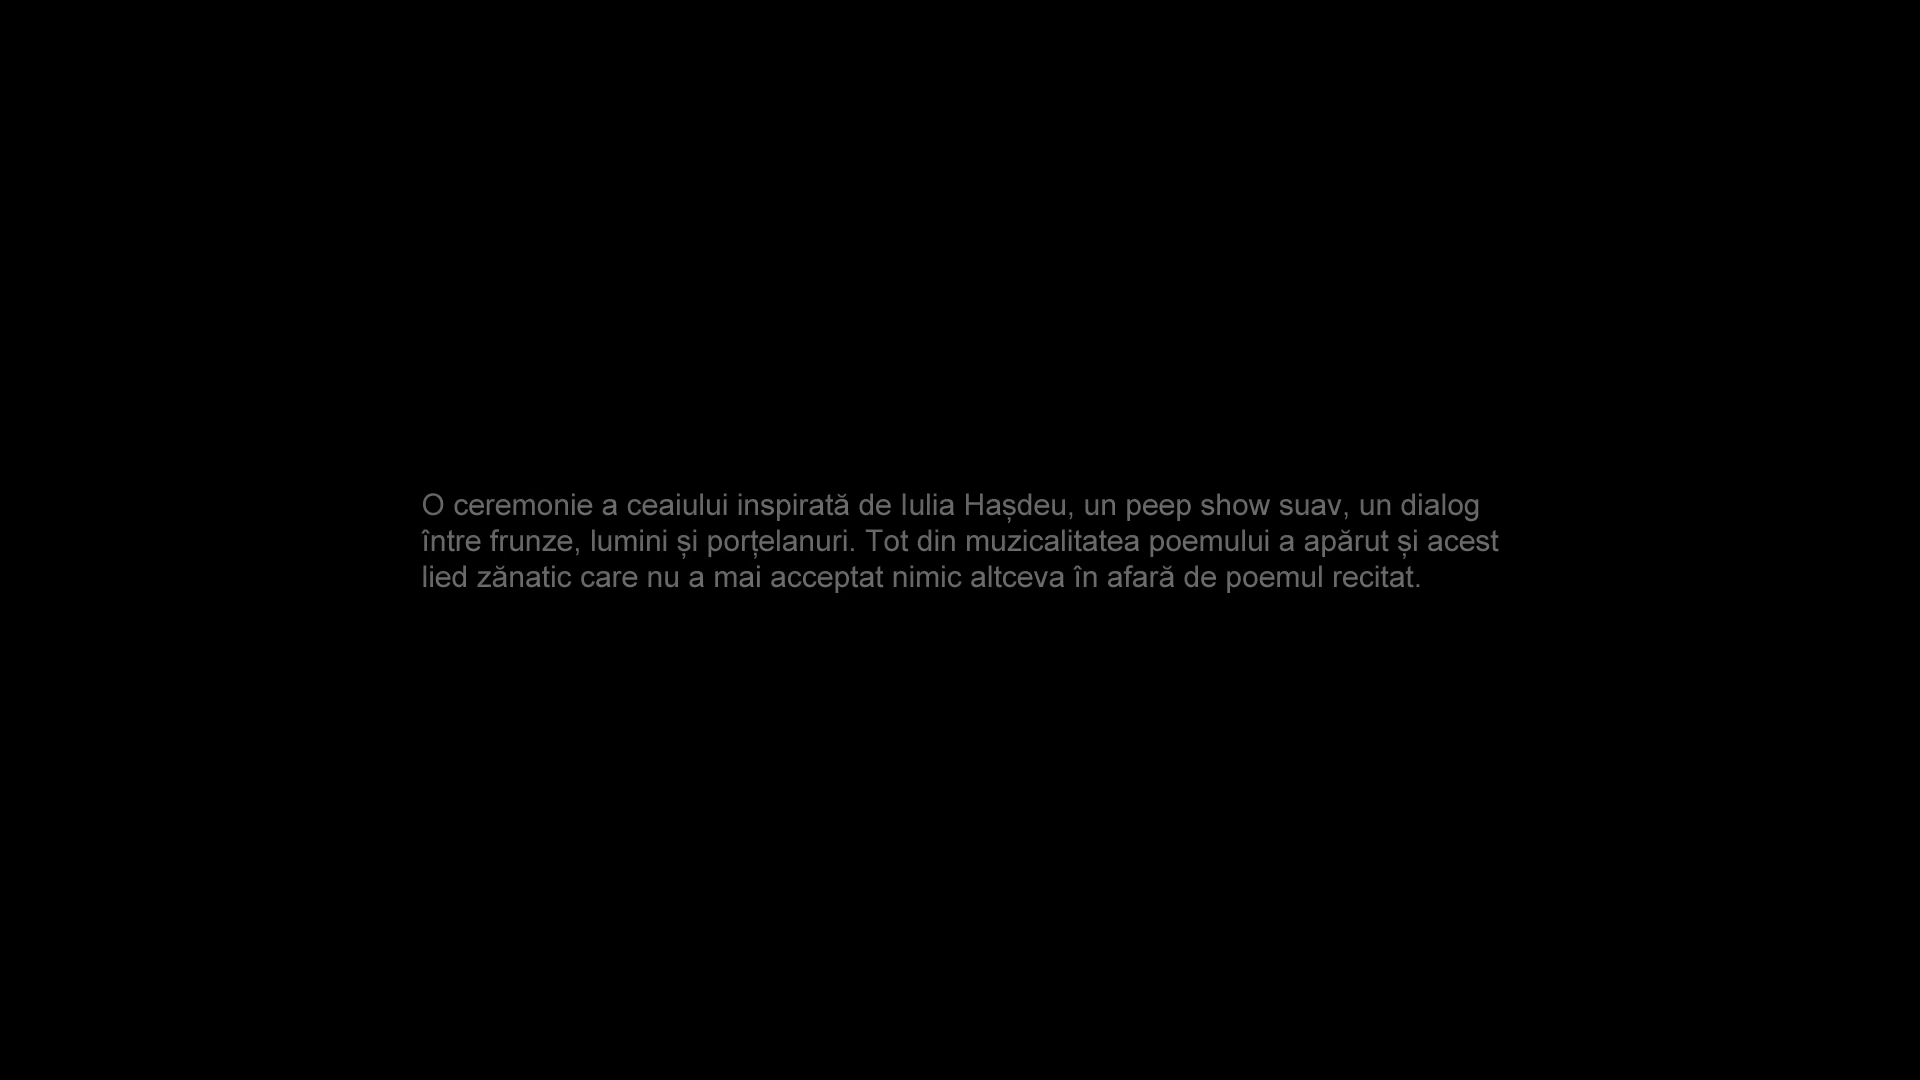 O ceremonie a ceaiului inspirată de Iulia Hașdeu, un peep show suav, un dialog
între frunze, lumini și porțelanuri. Tot din muzicalitatea poemului a apărut și acest
lied zănatic care nu a mai acceptat nimic altceva în afară de poemul recitat.